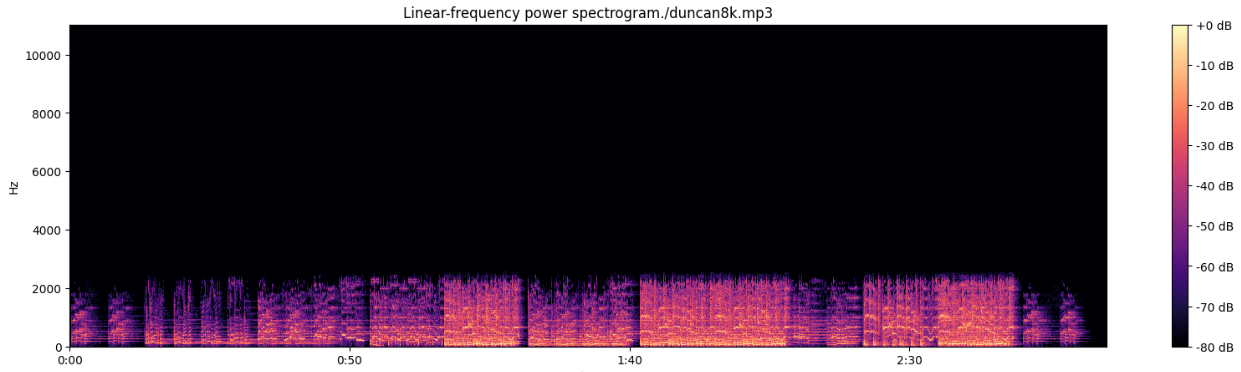 Linear-frequency power spectrogram./duncan8k.mp3
Hz
10000
8000
6000
4000
2000
0
0:00
0:50
1:40
2:30
+0 dB
-10 dB
-20 dB
-30 dB
-40 dB
-50 dB
-60 dB
-70 dB
-80 dB